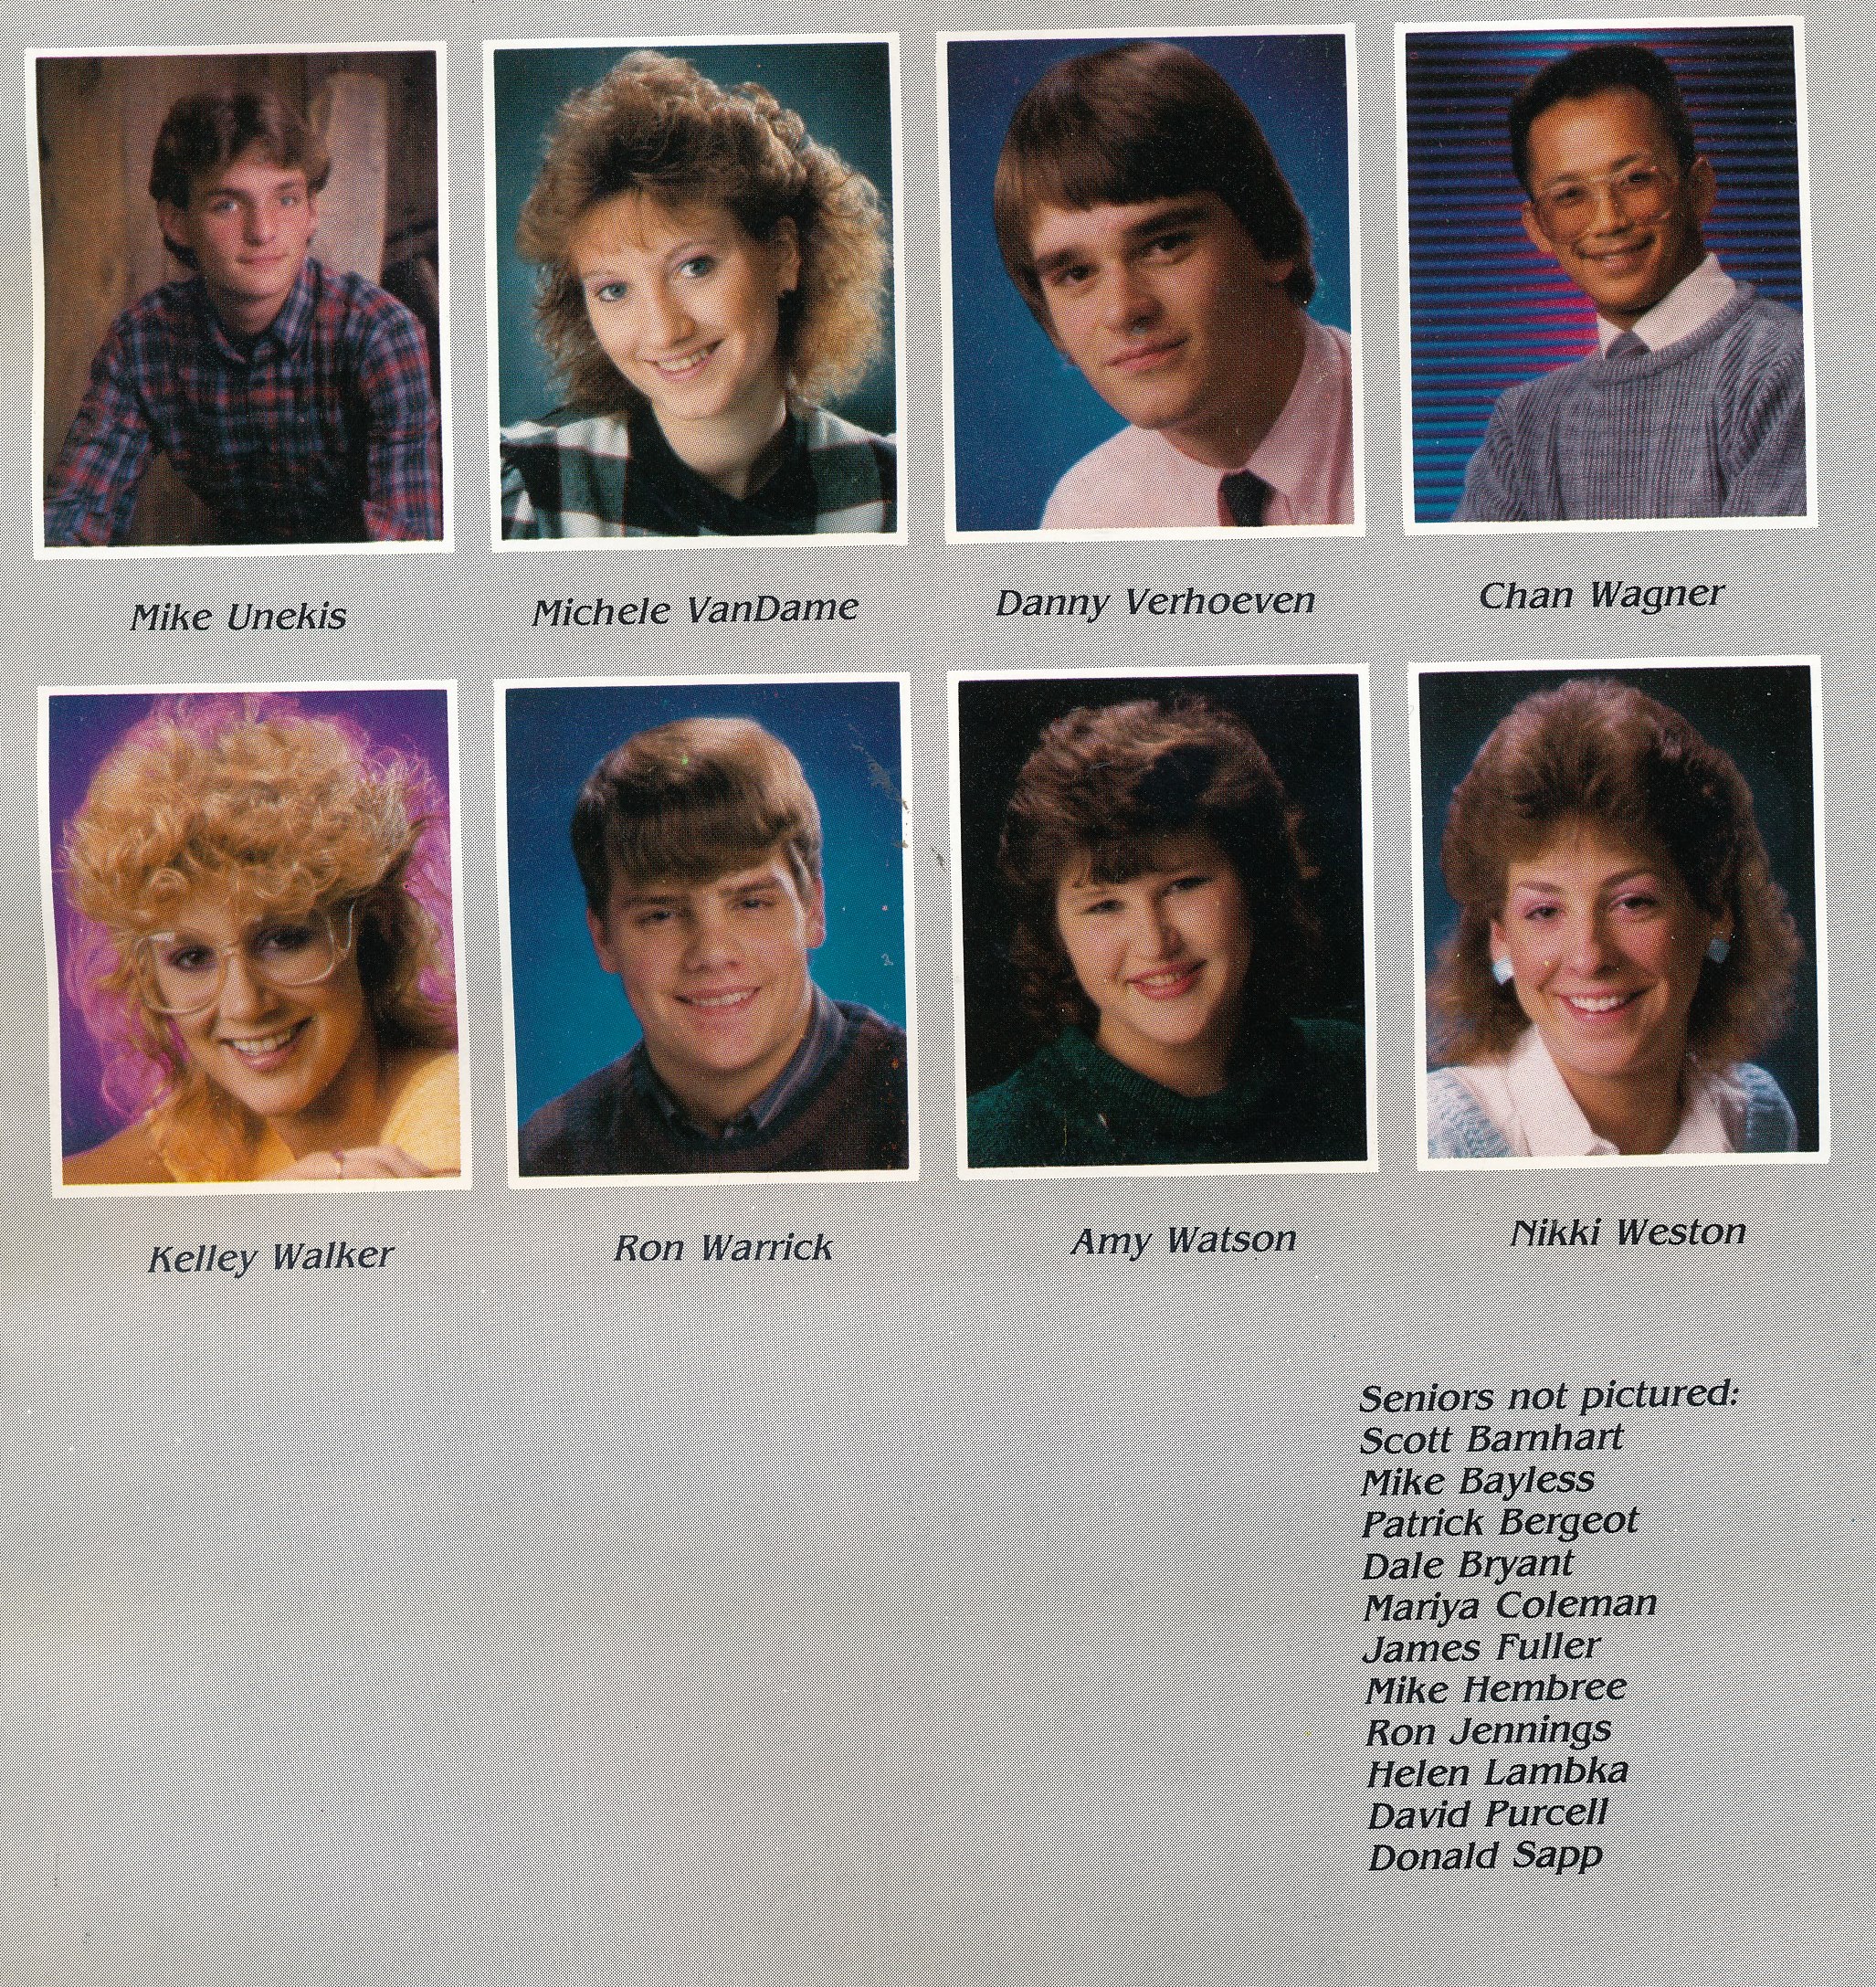 Mike Unekis
Michele VanDame
Danny Verhoeven
Chan Wagner
Kelley Walker
Ron Warrick
Amy Watson
Nikki Weston
Seniors not pictured:
Scott Barnhart
Mike Bayless
Patrick Bergeot
Dale Bryant
Mariya Coleman
James Fuller
Mike Hembree
Ron Jennings
Helen Lambka
David Purcell
Donald Sapp